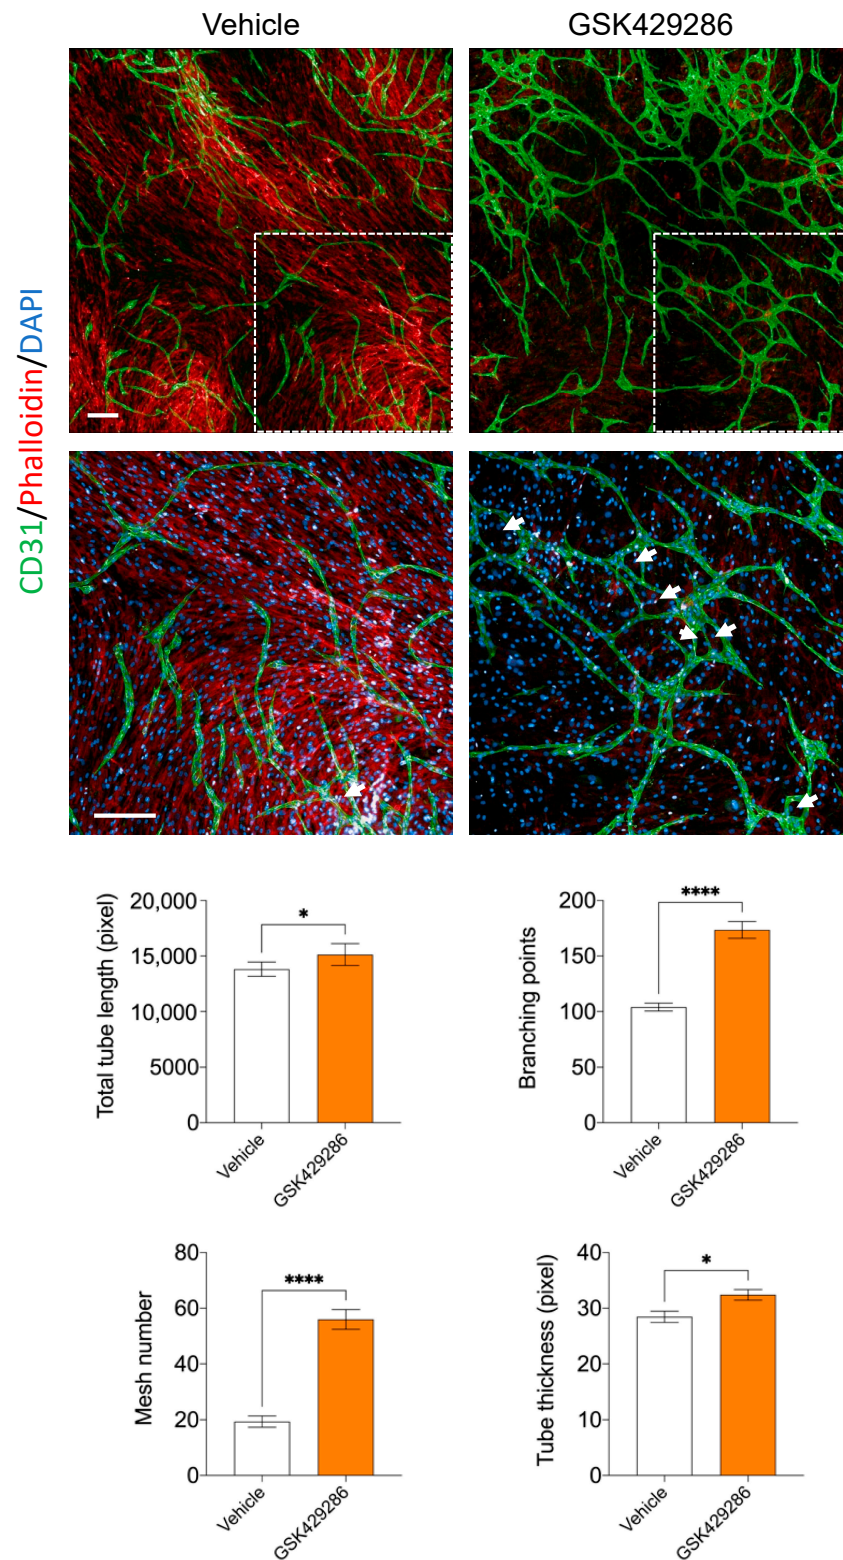 Vehicle
GSK429286
CD31/Phalloidin/DAPI
Total tube length (pixel)
20,000
15,000
10,000
5000
0
*
Vehicle
GSK429286
Branching points
200
150
100
50
0
****
Vehicle
GSK429286
Mesh number
80
60
40
20
0
****
Vehicle
GSK429286
Tube thickness (pixel)
40
30
20
10
0
*
Vehicle
GSK429286